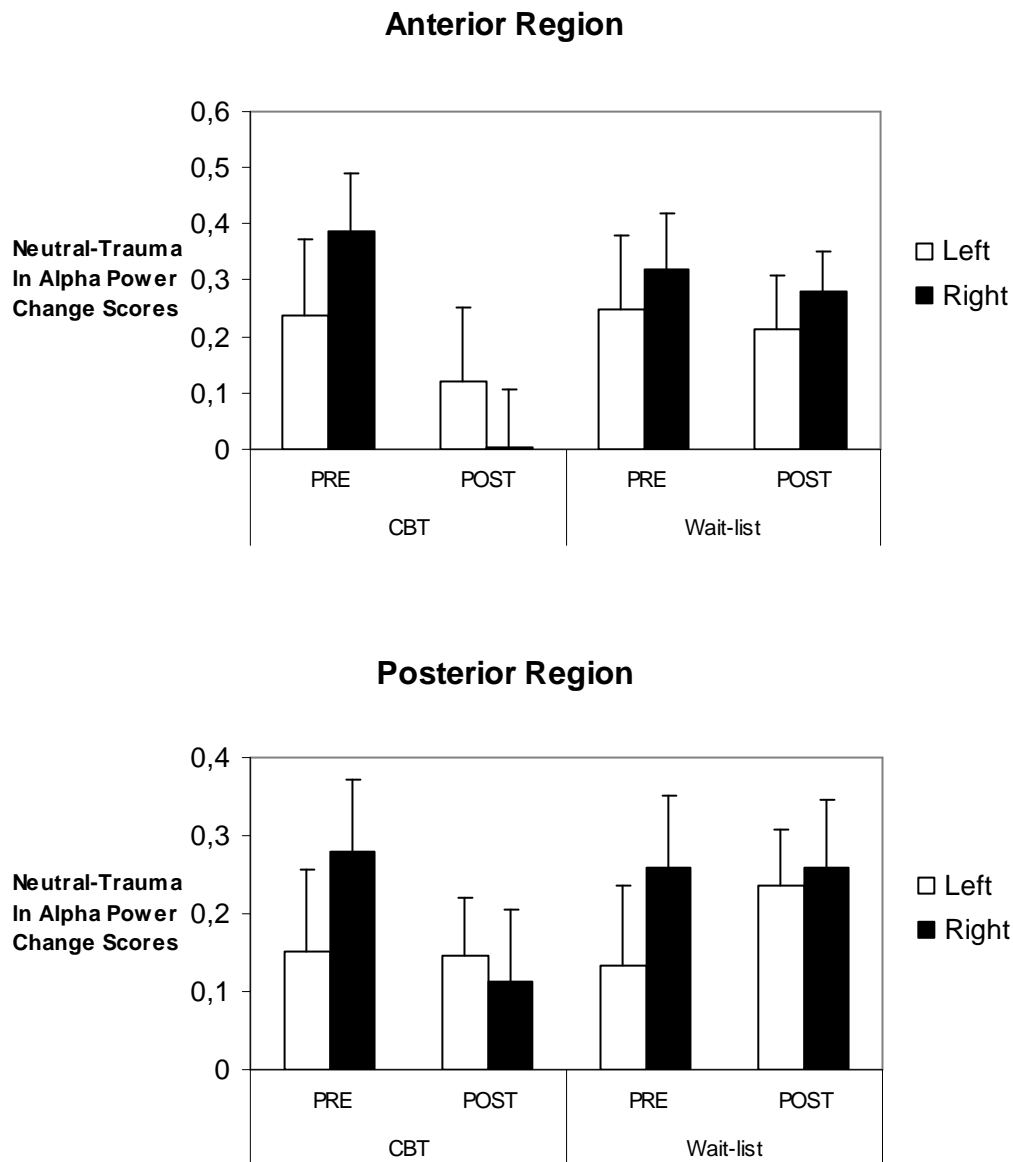 Anterior Region
0,6
0,5
0,4
0,3
0,2
0,1
0
Neutral-Trauma
In Alpha Power
Change Scores
Left
Right
PRE POST PRE POST
CBT Wait-list
Posterior Region
0,4
0,3
0,2
0,1
0
Neutral-Trauma
In Alpha Power
Change Scores
Left
Right
PRE POST PRE POST
CBT Wait-list